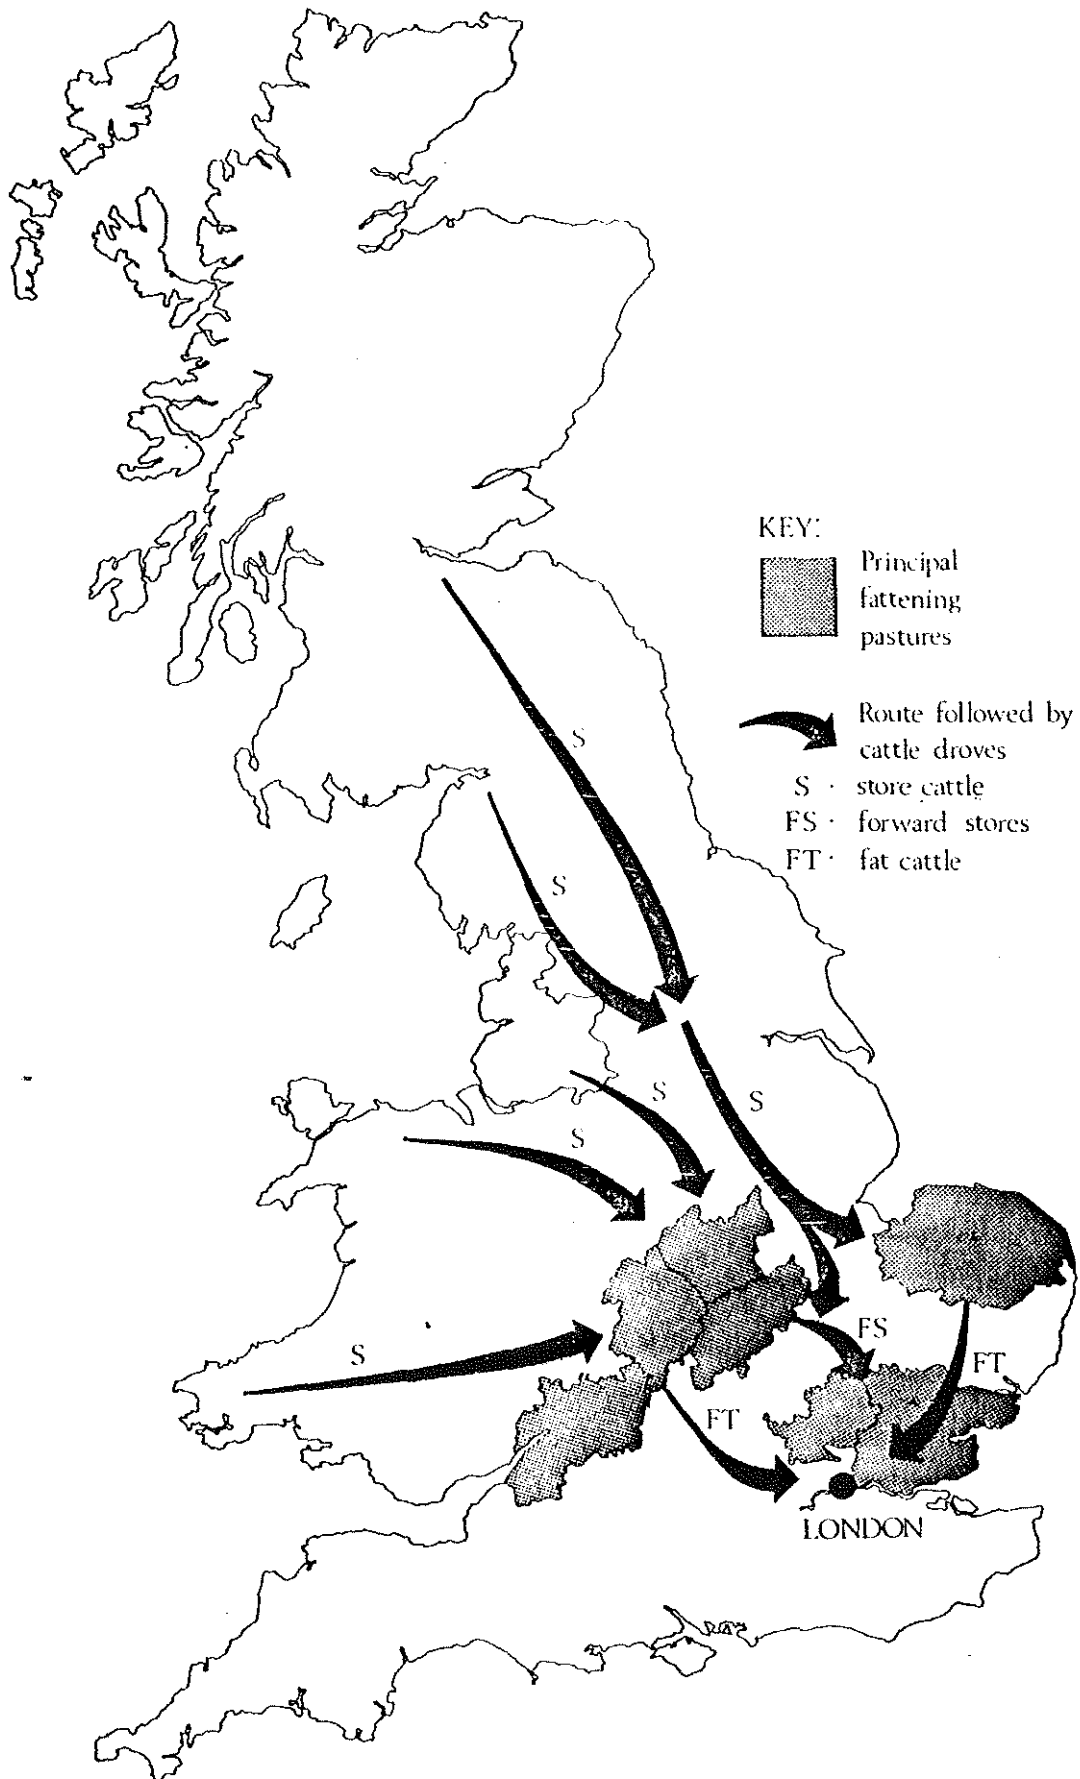 KEY:
Principal
fattening
pastures
Route followed by
cattle droves
S · store cattle
FS · forward stores
FT · fat cattle
S
S
S
S
S
S
FS
FT
FT
LONDON